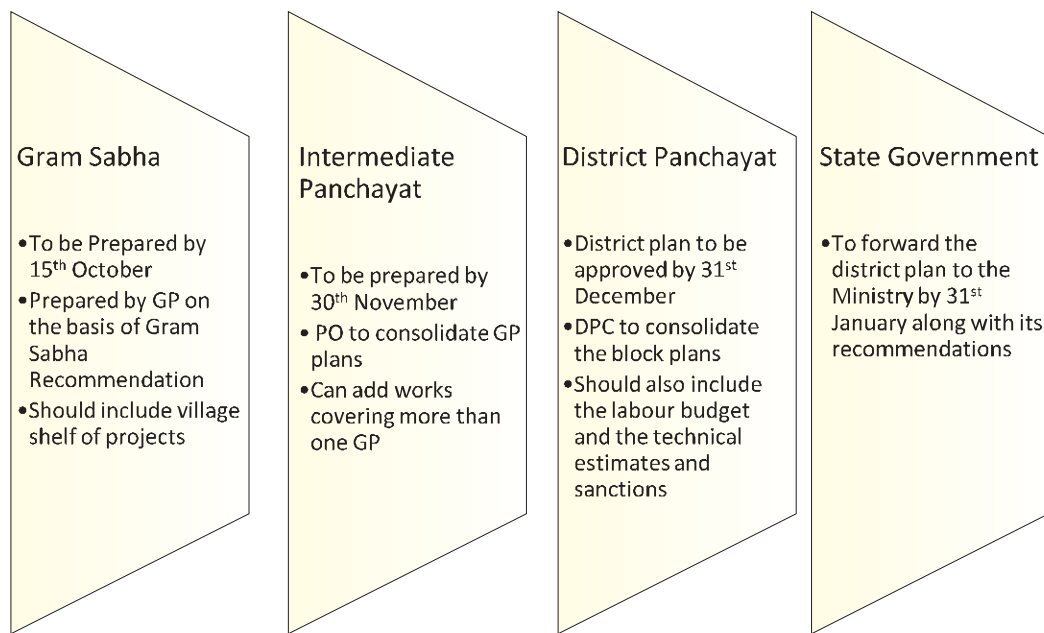 Gram Sabha
•To be Prepared by
15th October
•Prepared by GP on
the basis of Gram
Sabha
Recommendation
•Should include village
shelf of projects
Intermediate
Panchayat
•To be prepared by
30th November
• PO to consolidate GP
plans
•Can add works
covering more than
one GP
District Panchayat
•District plan to be
approved by 31st
December
•DPC to consolidate
the block plans
•Should also include
the labour budget
and the technical
estimates and
sanctions
State Government
•To forward the
district plan to the
Ministry by 31st
January along with its
recommendations